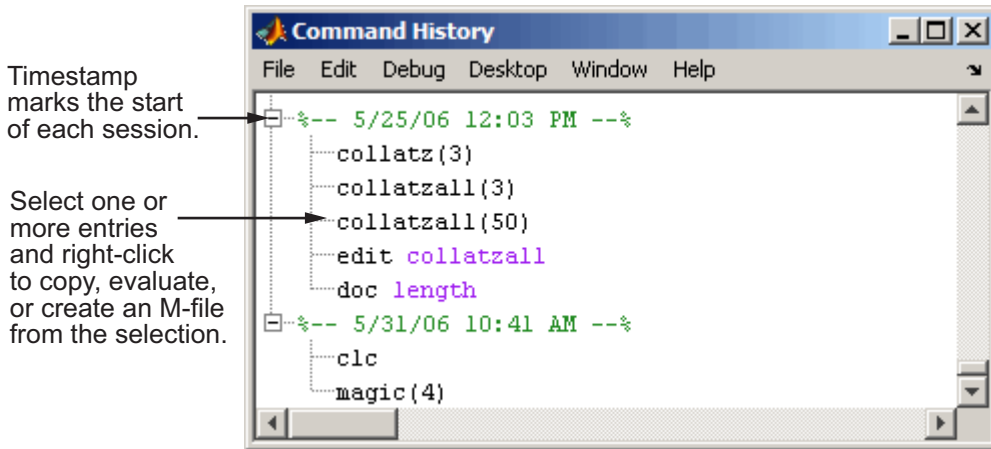 Command History
File Edit Debug Desktop Window Help
Timestamp
marks the start
of each session.
%-- 5/25/06 12:03 PM --%
collatz(3)
collatzall(3)
Select one or
more entries
and right-click
to copy, evaluate,
or create an M-file
from the selection.
collatzall(50)
edit collatzall
doc length
%-- 5/31/06 10:41 AM --%
clc
magic(4)